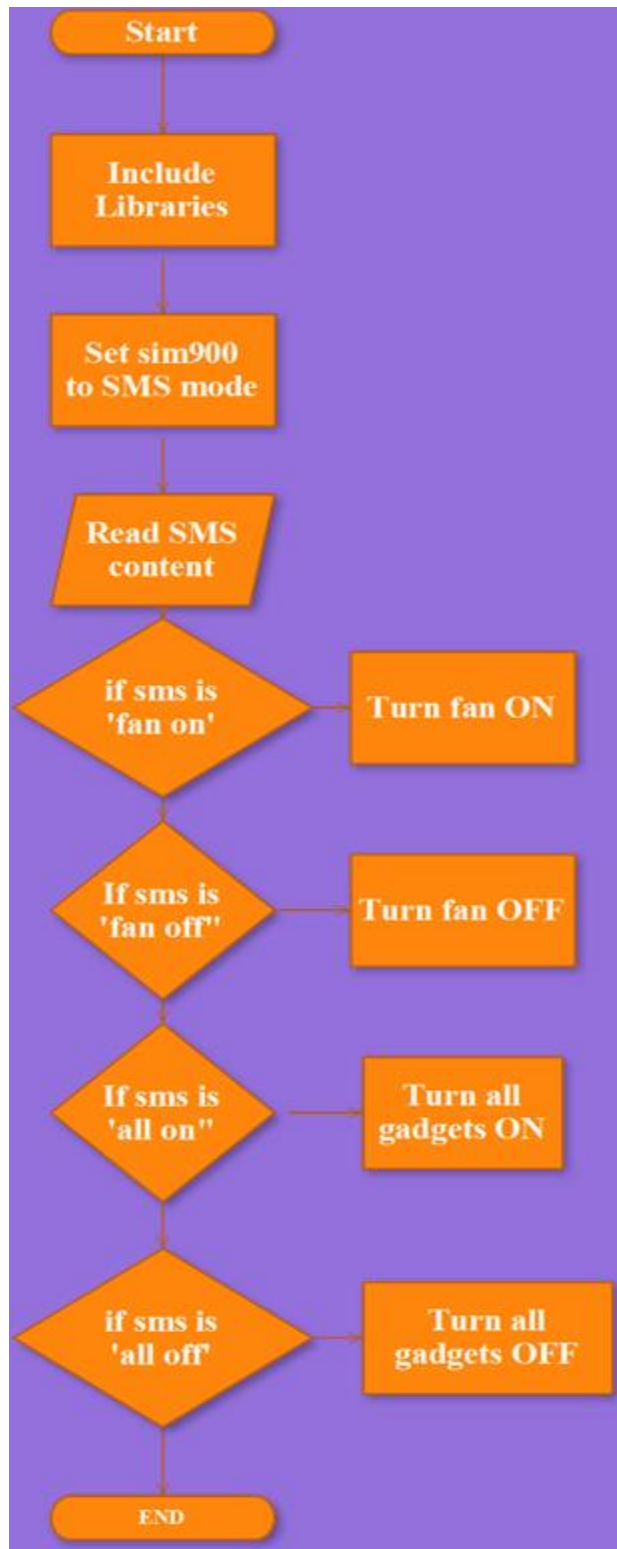 Start
Include
Libraries
Set sim900
to SMS mode
Read SMS
content
if sms is
'fan on'
Turn fan ON
If sms is
'fan off"
Turn fan OFF
If sms is
'all on"
Turn all
gadgets ON
if sms is
'all off'
Turn all
gadgets OFF
END